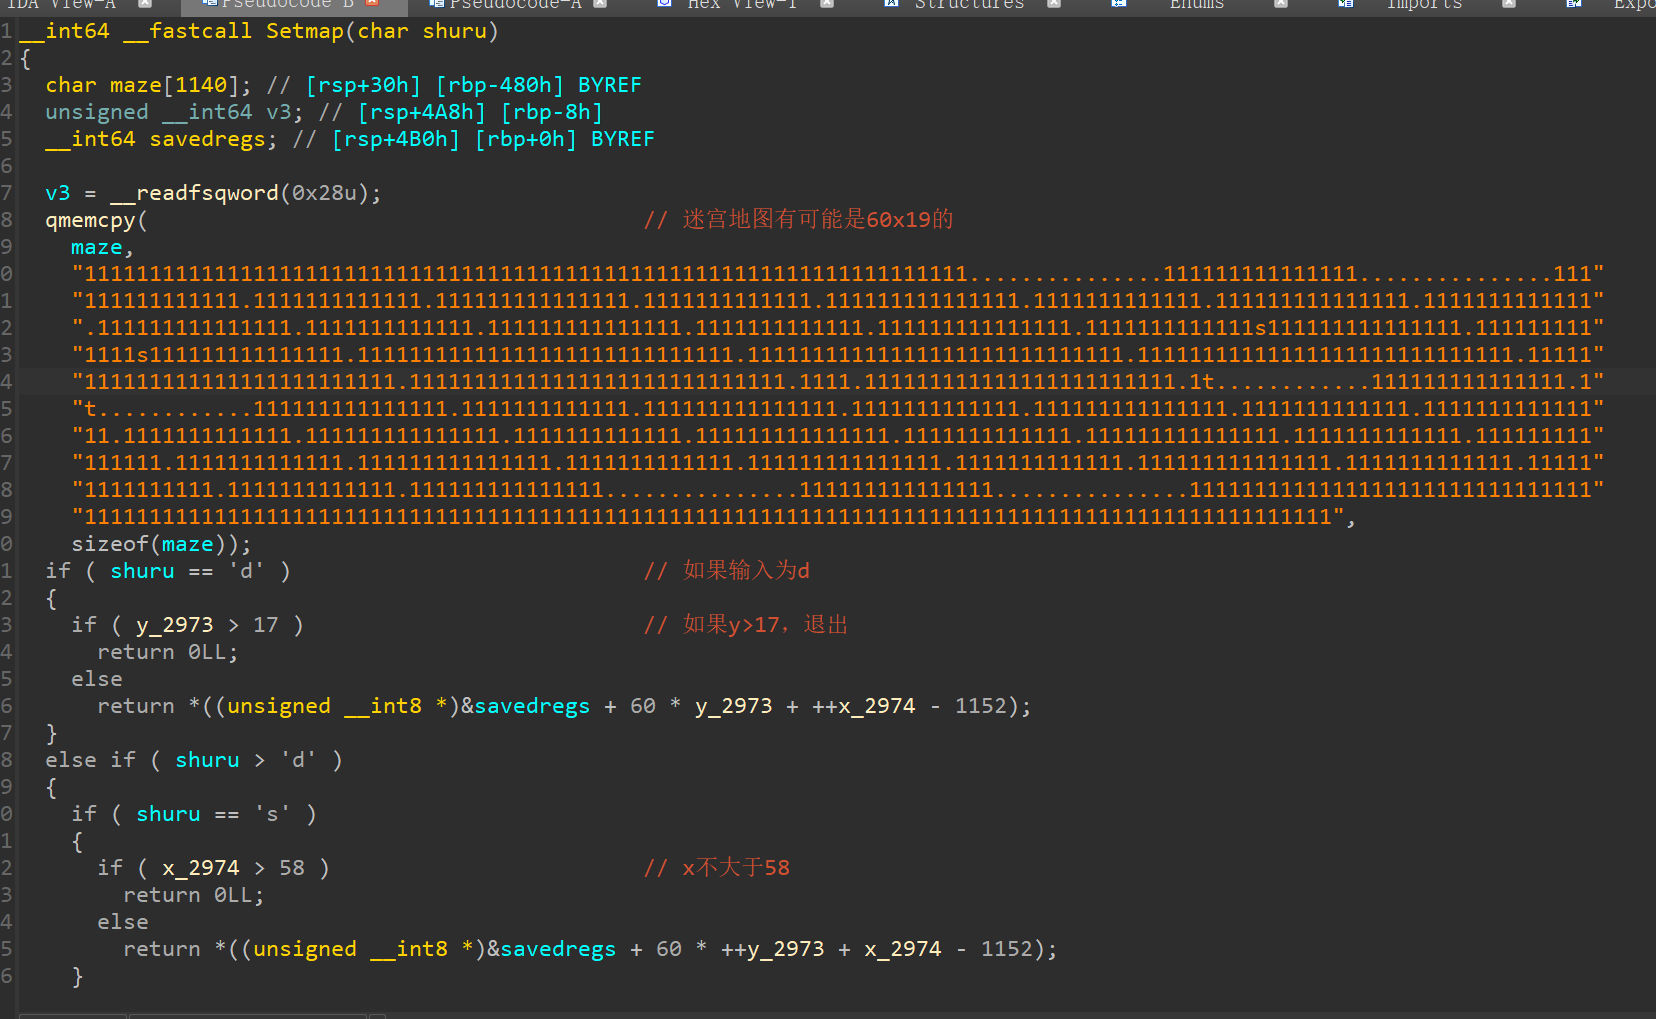 IDA View-A Pseudocode B Pseudocode-A Hex View-1 Structures Enums Imports Expo
1 __int64 __fastcall Setmap(char shuru)
2 {
3 char maze[1140]; // [rsp+30h] [rbp-480h] BYREF
4 unsigned __int64 v3; // [rsp+4A8h] [rbp-8h]
5 __int64 savedregs; // [rsp+4B0h] [rbp+0h] BYREF
6
7 v3 = __readfsqword(0x28u);
8 qmemcpy( // 迷宫地图有可能是60x19的
9 maze,
0 "11111111111111111111111111111111111111111111111111111111111111111111...............111111111111111...............111"
1 "111111111111.1111111111111.111111111111111.1111111111111.111111111111111.1111111111111.111111111111111.1111111111111"
2 ".111111111111111.1111111111111.111111111111111.1111111111111.111111111111111.1111111111111s111111111111111.111111111"
3 "1111s111111111111111.11111111111111111111111111111.11111111111111111111111111111.11111111111111111111111111111.11111"
4 "111111111111111111111111.11111111111111111111111111111.1111.111111111111111111111111.1t............111111111111111.1"
5 "t............111111111111111.1111111111111.111111111111111.1111111111111.111111111111111.1111111111111.1111111111111"
6 "11.1111111111111.111111111111111.1111111111111.111111111111111.1111111111111.111111111111111.1111111111111.111111111"
7 "111111.1111111111111.111111111111111.1111111111111.111111111111111.1111111111111.111111111111111.1111111111111.11111"
8 "1111111111.1111111111111.111111111111111...............111111111111111...............1111111111111111111111111111111"
9 "111111111111111111111111111111111111111111111111111111111111111111111111111111111111111111111111",
0 sizeof(maze));
1 if ( shuru == 'd' ) // 如果输入为d
2 {
3 if ( y_2973 > 17 ) // 如果y>17，退出
4 return 0LL;
5 else
6 return *((unsigned __int8 *)&savedregs + 60 * y_2973 + ++x_2974 - 1152);
7 }
8 else if ( shuru > 'd' )
9 {
0 if ( shuru == 's' )
1 {
2 if ( x_2974 > 58 ) // x不大于58
3 return 0LL;
4 else
5 return *((unsigned __int8 *)&savedregs + 60 * ++y_2973 + x_2974 - 1152);
6 }